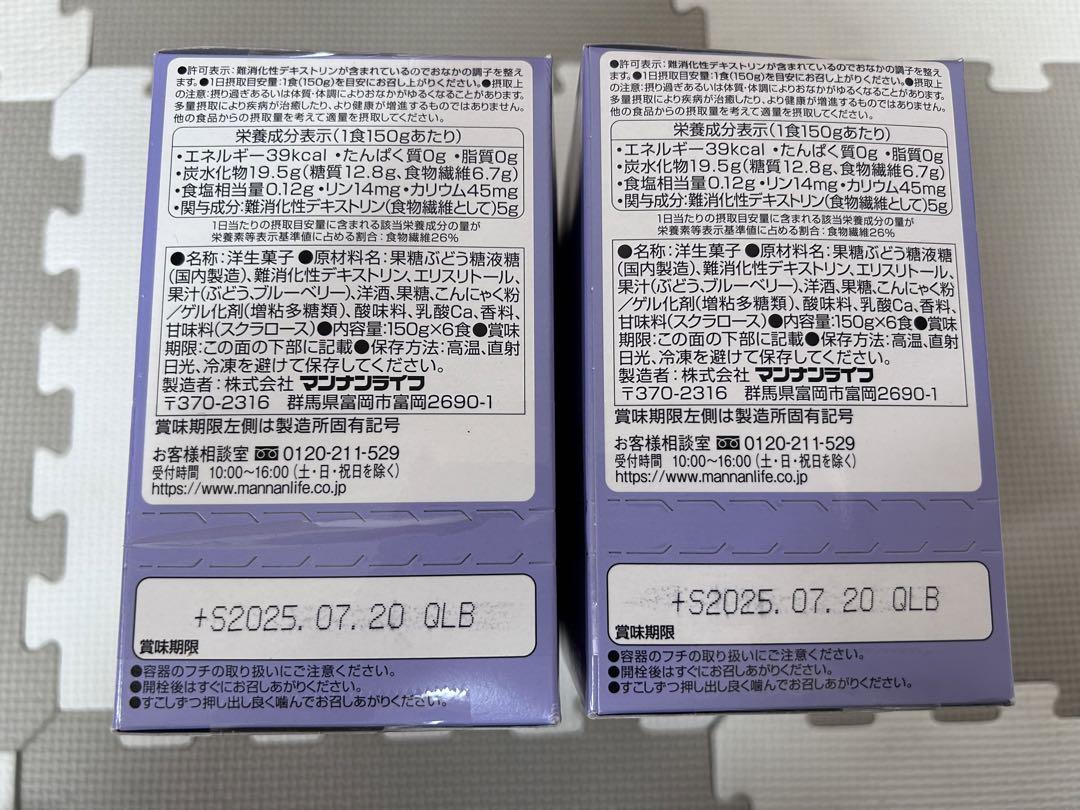 ●許可表示：難消化性デキストリンが含まれているのでおなかの調子を整え
ます。●1日摂取目安量：1食(150g)を目安にお召し上がりください。●摂取上
の注意：摂り過ぎあるいは体質・体調によりおなかがゆるくなることがあります。
多量摂取により疾病が治癒したり、より健康が増進するものではありません。
他の食品からの摂取量を考えて適量を摂取してください。
栄養成分表示(1食150gあたり)
・エネルギー39kcal ・たんぱく質0g ・脂質0g
・炭水化物19.5g(糖質12.8g、食物繊維6.7g)
・食塩相当量0.12g ・リン14mg ・カリウム45mg
・関与成分：難消化性デキストリン(食物繊維として)5g
1日当たりの摂取目安量に含まれる該当栄養成分の量が
栄養素等表示基準値に占める割合：食物繊維26%
●名称：洋生菓子 ●原材料名：果糖ぶどう糖液糖
(国内製造)、難消化性デキストリン、エリスリトール、
果汁(ぶどう、ブルーベリー)、洋酒、果糖、こんにゃく粉
／ゲル化剤(増粘多糖類)、酸味料、乳酸Ca、香料、
甘味料(スクラロース) ●内容量：150g×6食 ●賞味
期限：この面の下部に記載 ●保存方法：高温、直射
日光、冷凍を避けて保存してください。
製造者：株式会社 マンナンライフ
〒370-2316 群馬県富岡市富岡2690-1
賞味期限左側は製造所固有記号
お客様相談室 0120-211-529
受付時間 10:00～16:00(土・日・祝日を除く)
https://www.mannanlife.co.jp
+S2025.07.20 QLB
賞味期限
●容器のフチの取り扱いにご注意ください。
●開栓後はすぐにお召しあがりください。
●すこしずつ押し出し良く噛んでお召しあがりください。
●許可表示：難消化性デキストリンが含まれているのでおなかの調子を整え
ます。●1日摂取目安量：1食(150g)を目安にお召し上がりください。●摂取上
の注意：摂り過ぎあるいは体質・体調によりおなかがゆるくなることがあります。
多量摂取により疾病が治癒したり、より健康が増進するものではありません。
他の食品からの摂取量を考えて適量を摂取してください。
栄養成分表示(1食150gあたり)
・エネルギー39kcal ・たんぱく質0g ・脂質0g
・炭水化物19.5g(糖質12.8g、食物繊維6.7g)
・食塩相当量0.12g ・リン14mg ・カリウム45mg
・関与成分：難消化性デキストリン(食物繊維として)5g
1日当たりの摂取目安量に含まれる該当栄養成分の量が
栄養素等表示基準値に占める割合：食物繊維26%
●名称：洋生菓子 ●原材料名：果糖ぶどう糖液糖
(国内製造)、難消化性デキストリン、エリスリトール、
果汁(ぶどう、ブルーベリー)、洋酒、果糖、こんにゃく粉
／ゲル化剤(増粘多糖類)、酸味料、乳酸Ca、香料、
甘味料(スクラロース) ●内容量：150g×6食 ●賞味
期限：この面の下部に記載 ●保存方法：高温、直射
日光、冷凍を避けて保存してください。
製造者：株式会社 マンナンライフ
〒370-2316 群馬県富岡市富岡2690-1
賞味期限左側は製造所固有記号
お客様相談室 0120-211-529
受付時間 10:00～16:00(土・日・祝日を除く)
https://www.mannanlife.co.jp
+S2025.07.20 QLB
賞味期限
●容器のフチの取り扱いにご注意ください。
●開栓後はすぐにお召しあがりください。
●すこしずつ押し出し良く噛んでお召しあがりください。